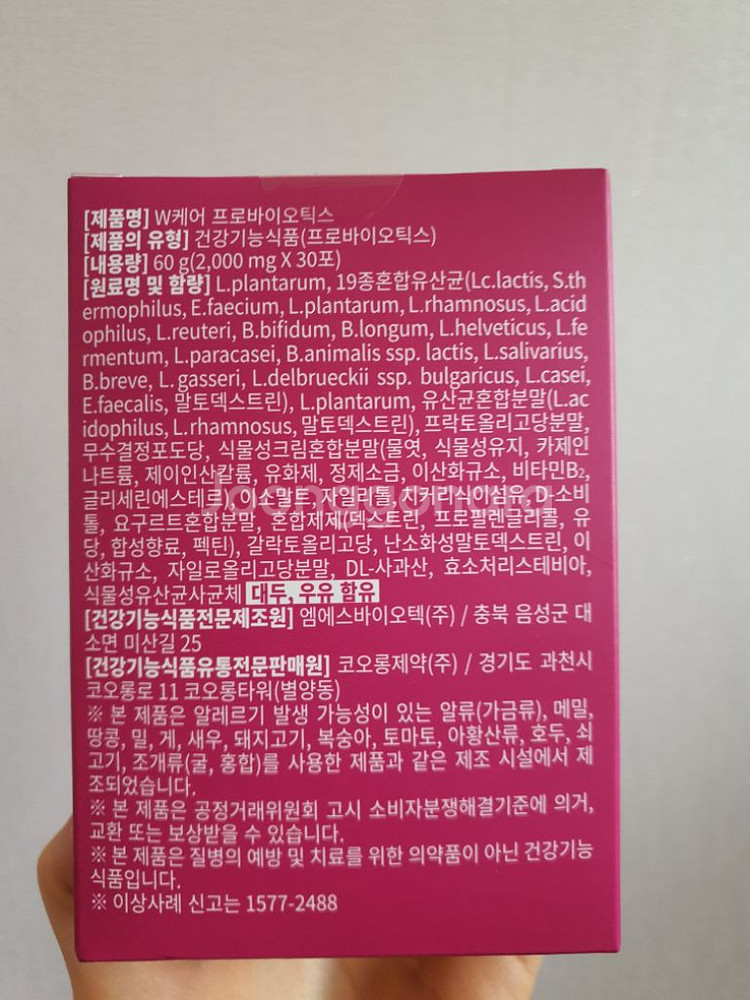 [제품명] W케어 프로바이오틱스
[제품의 유형] 건강기능식품(프로바이오틱스)
[내용량] 60 g(2,000 mg X 30포)
[원료명 및 함량] L.plantarum, 19종혼합유산균(Lc.lactis, S.th
ermophilus, E.faecium, L.plantarum, L.rhamnosus, L.acid
ophilus, L.reuteri, B.bifidum, B.longum, L.helveticus, L.fe
rmentum, L.paracasei, B.animalis ssp. lactis, L.salivarius,
B.breve, L. gasseri, L.delbrueckii ssp. bulgaricus, L.casei,
E.faecalis, 말토덱스트린), L.plantarum, 유산균혼합분말(L.ac
idophilus, L.rhamnosus, 말토덱스트린), 프락토올리고당분말,
무수결정포도당, 식물성크림혼합분말(물엿, 식물성유지, 카제인
나트륨, 제이인산칼륨, 유화제, 정제소금, 이산화규소, 비타민B₂,
글리세린에스테르), 이소말트, 자일리톨, 치커리식이섬유, D-소비
톨, 요구르트혼합분말, 혼합제제(덱스트린, 프로필렌글리콜, 유
당, 합성향료, 펙틴), 갈락토올리고당, 난소화성말토덱스트린, 이
산화규소, 자일로올리고당분말, DL-사과산, 효소처리스테비아,
식물성유산균사균체 대두, 우유 함유
[건강기능식품전문제조원] 엠에스바이오텍(주) / 충북 음성군 대
소면 미산길 25
[건강기능식품유통전문판매원] 코오롱제약(주) / 경기도 과천시
코오롱로 11 코오롱타워(별양동)
※ 본 제품은 알레르기 발생 가능성이 있는 알류(가금류), 메밀,
땅콩, 밀, 게, 새우, 돼지고기, 복숭아, 토마토, 아황산류, 호두, 쇠
고기, 조개류(굴, 홍합)를 사용한 제품과 같은 제조 시설에서 제
조되었습니다.
※ 본 제품은 공정거래위원회 고시 소비자분쟁해결기준에 의거,
교환 또는 보상받을 수 있습니다.
※ 본 제품은 질병의 예방 및 치료를 위한 의약품이 아닌 건강기능
식품입니다.
※ 이상사례 신고는 1577-2488